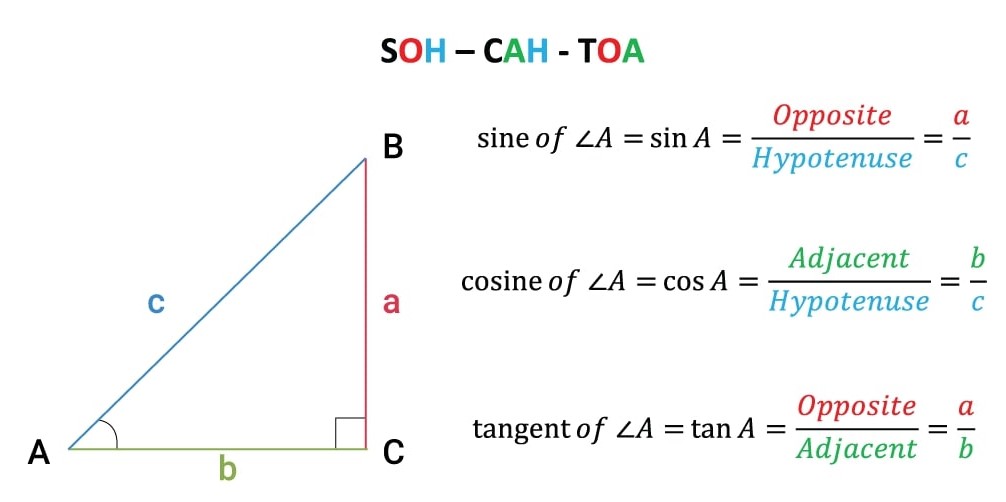 SOH – CAH - TOA
B
sine of ∠A = sin A = Opposite/Hypotenuse = a/c
c
a
cosine of ∠A = cos A = Adjacent/Hypotenuse = b/c
A
b
C
tangent of ∠A = tan A = Opposite/Adjacent = a/b